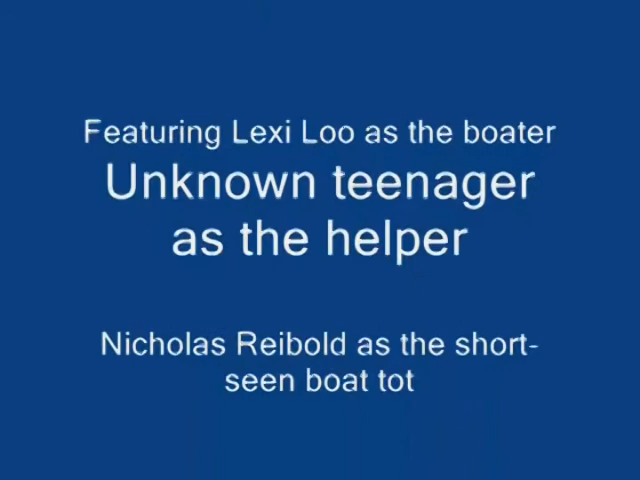 Featuring Lexi Loo as the boater
Unknown teenager
as the helper
Nicholas Reibold as the short-
seen boat tot